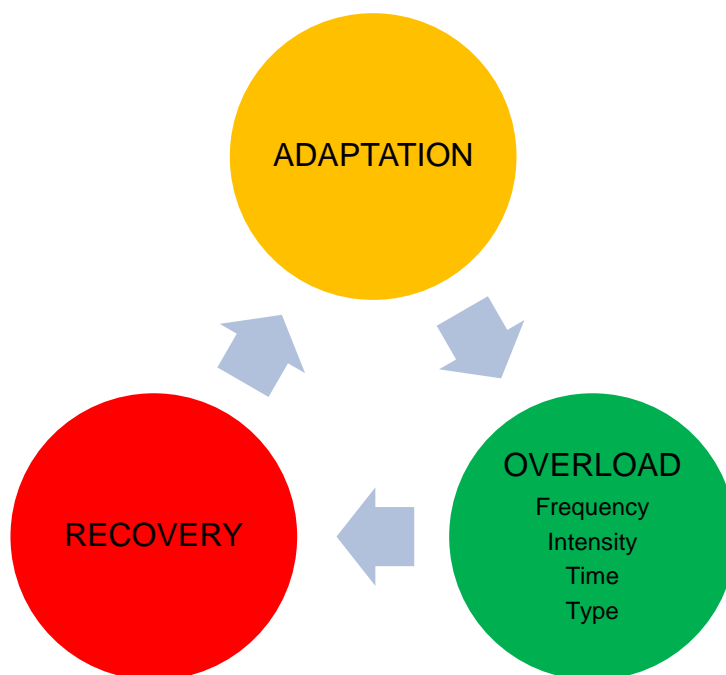 ADAPTATION
OVERLOAD
Frequency
Intensity
Time
Type
RECOVERY